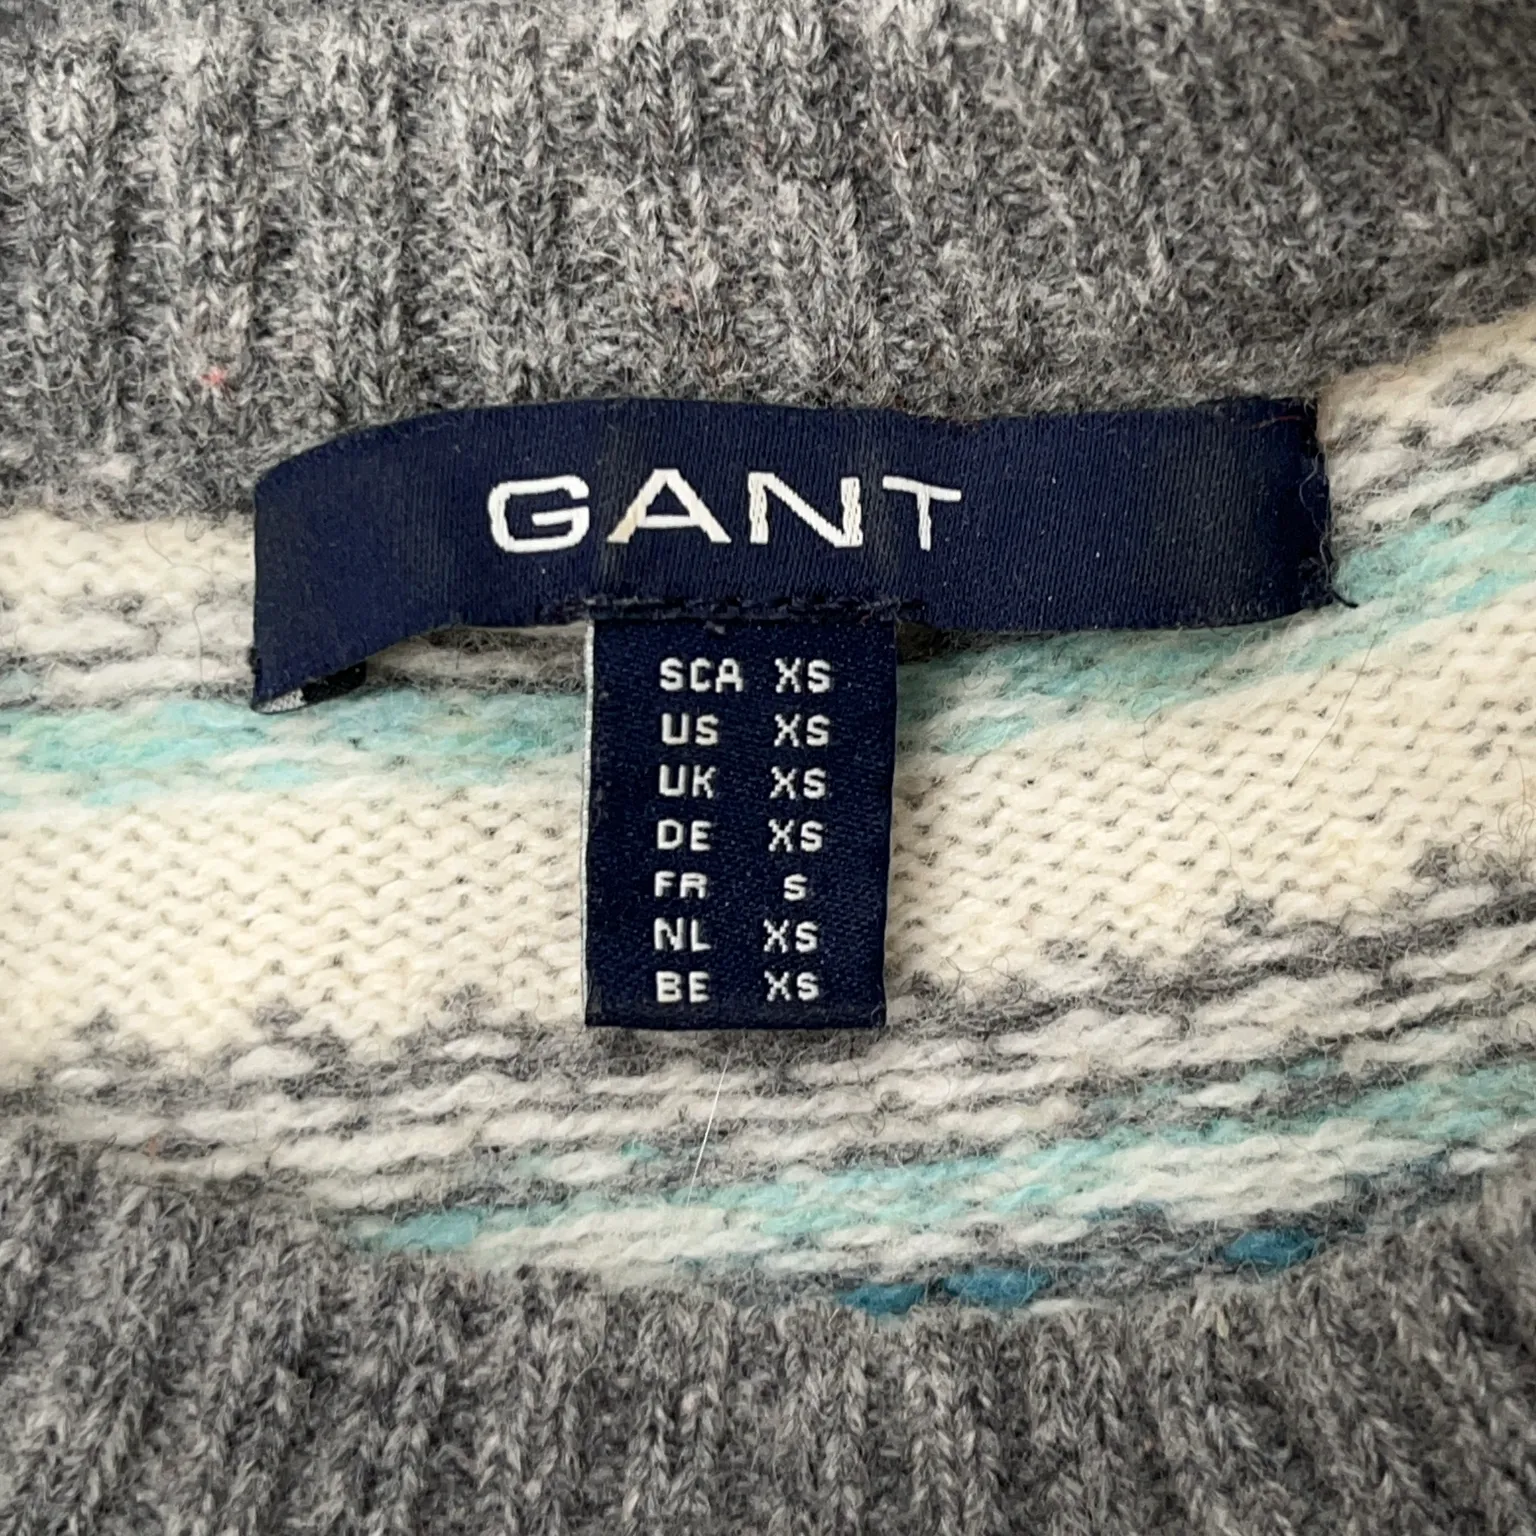 GANT
SCA XS
US XS
UK XS
DE XS
FR S
NL XS
BE XS